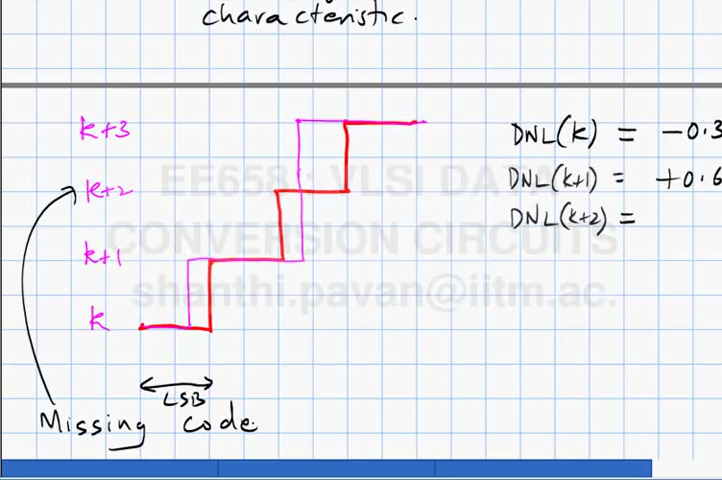 characteristic.
k+3
DNL(k) = -0.3
k+2
DNL(k+1) = +0.6
DNL(k+2) =
EE658 : VLSI DATA
CONVERSION CIRCUITS
k+1
shanthi.pavan@iitm.ac.
k
LSB
Missing code